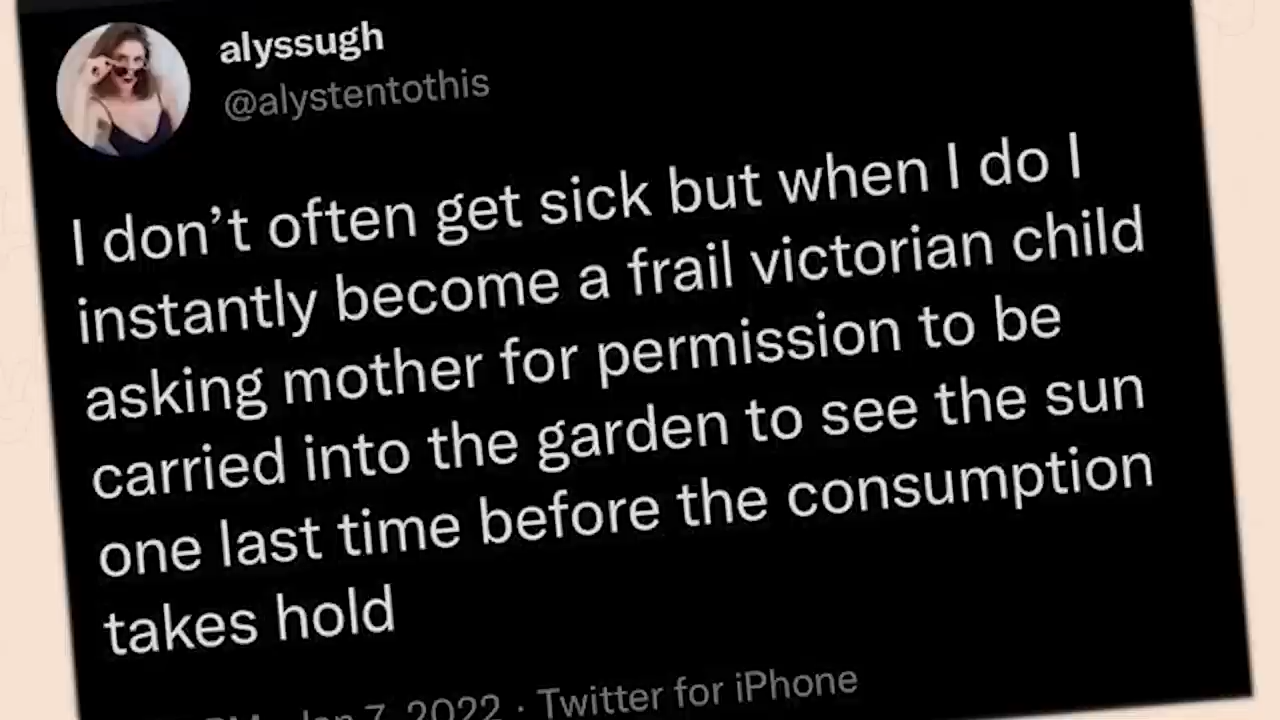 alyssugh
@alystentothis
I don’t often get sick but when I do I
instantly become a frail victorian child
asking mother for permission to be
carried into the garden to see the sun
one last time before the consumption
takes hold
Jan 7, 2022 · Twitter for iPhone